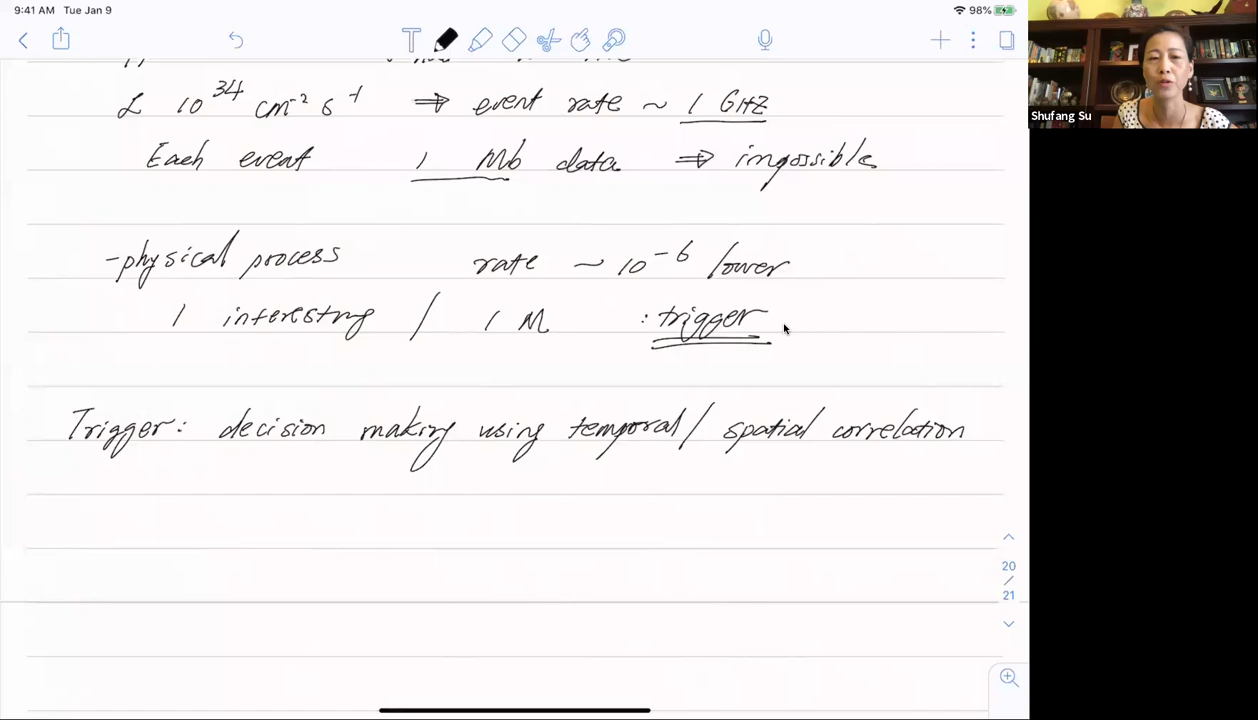 9:41 AM Tue Jan 9
98%
L 10³⁴ cm⁻² s⁻¹ ⇒ event rate ~ 1 GHZ
Each event 1 Mb data ⇒ impossible
- physical process rate ~ 10⁻⁶ lower
1 interesting / 1 M : trigger
Trigger: decision making using temporal/ spatial correlation
20
/
21
Shufang Su